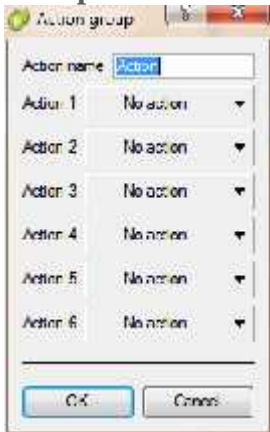 Action group
Action name Action
Action 1 No action
Action 2 No action
Action 3 No action
Action 4 No action
Action 5 No action
Action 6 No action
OK Cancel